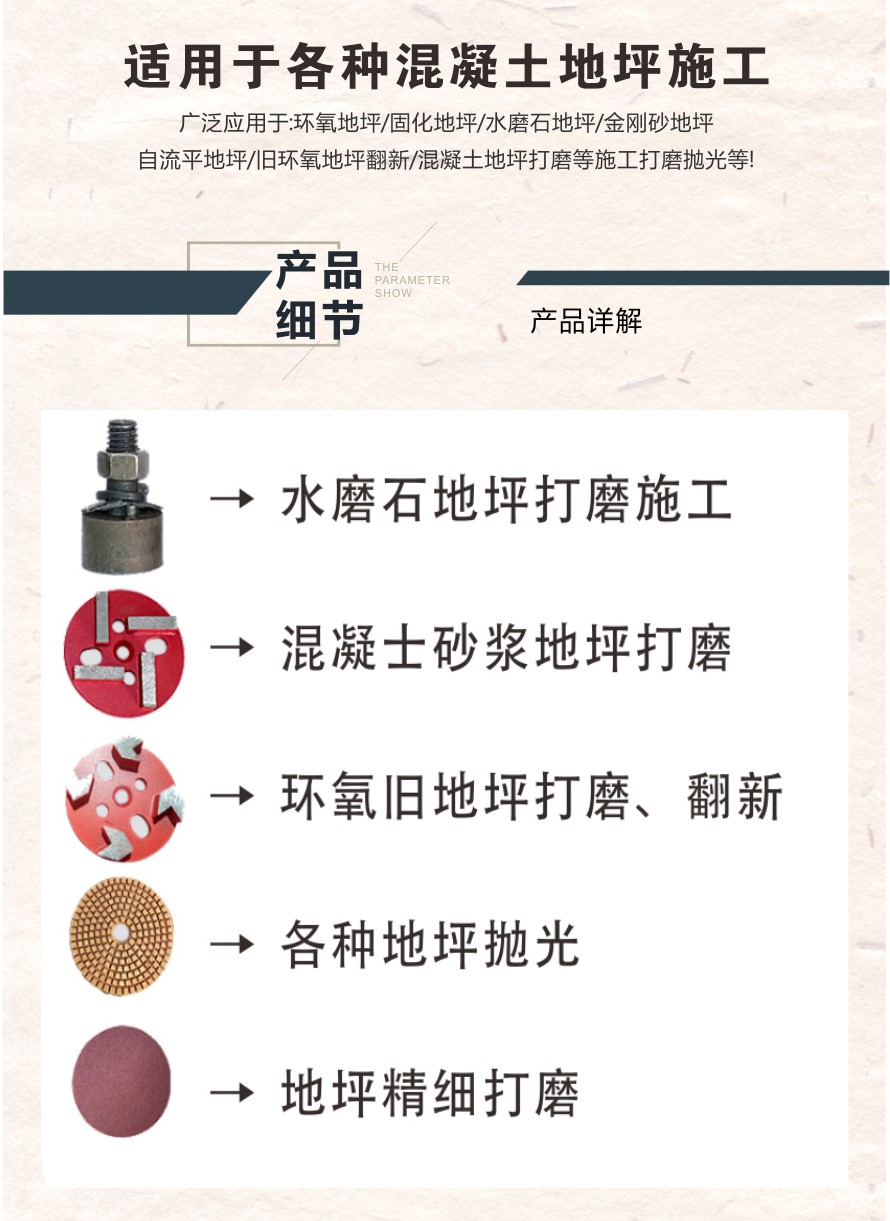 适用于各种混凝土地坪施工
广泛应用于:环氧地坪/固化地坪/水磨石地坪/金刚砂地坪
自流平地坪/旧环氧地坪翻新/混凝土地坪打磨等施工打磨抛光等!
产品
细节
THE
PARAMETER
SHOW
产品详解
水磨石地坪打磨施工
混凝士砂浆地坪打磨
环氧旧地坪打磨、翻新
各种地坪抛光
地坪精细打磨